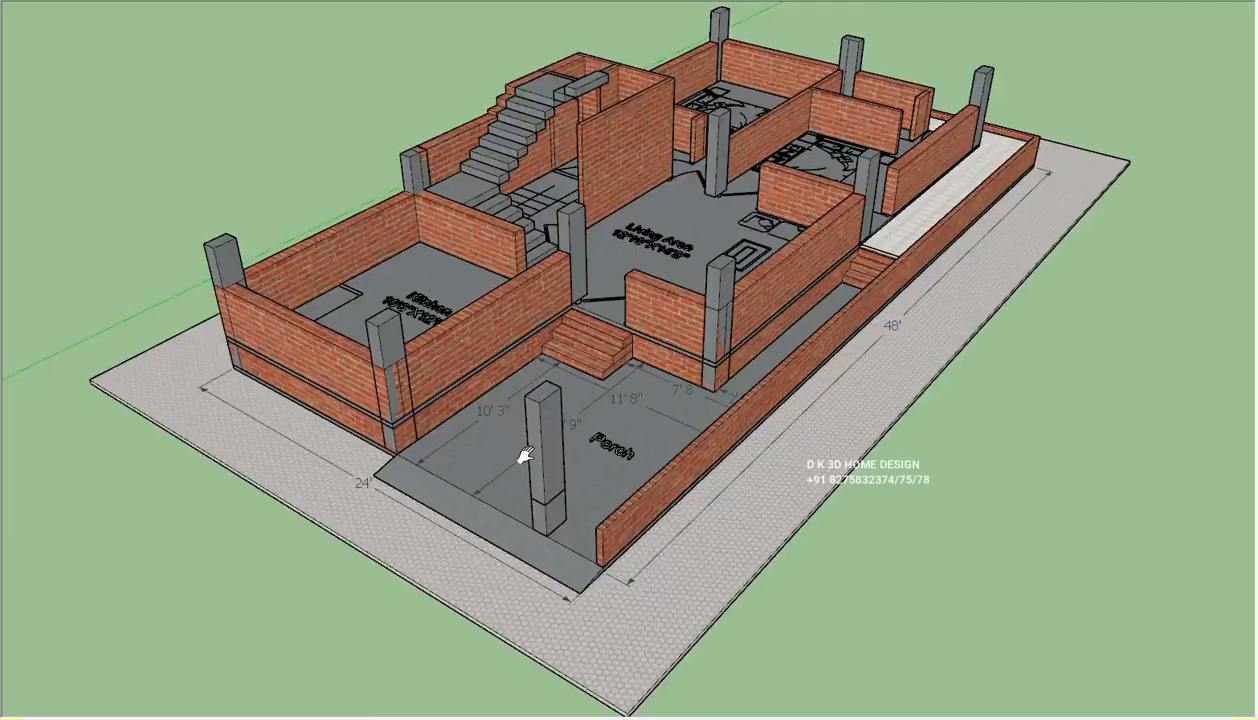 Living Area
Kitchen
48'
7' 8
2'
11' 8"
10' 3"
9"
Porch
24'
D K 3D HOME DESIGN
+91 8275832374/75/78